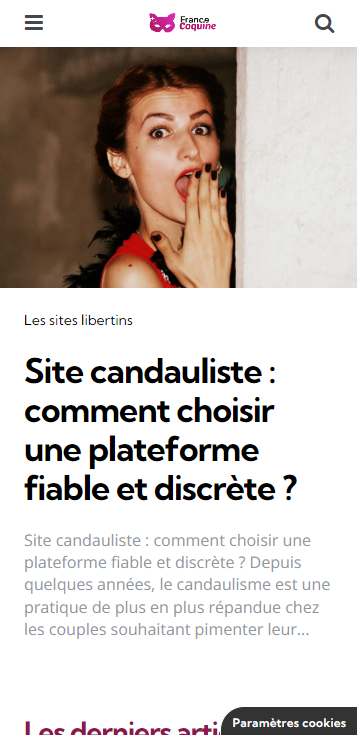 France
Coquine
Les sites libertins
Site candauliste :
comment choisir
une plateforme
fiable et discrète ?
Site candauliste : comment choisir une
plateforme fiable et discrète ? Depuis
quelques années, le candaulisme est une
pratique de plus en plus répandue chez
les couples souhaitant pimenter leur...
Les derniers arti
Paramètres cookies